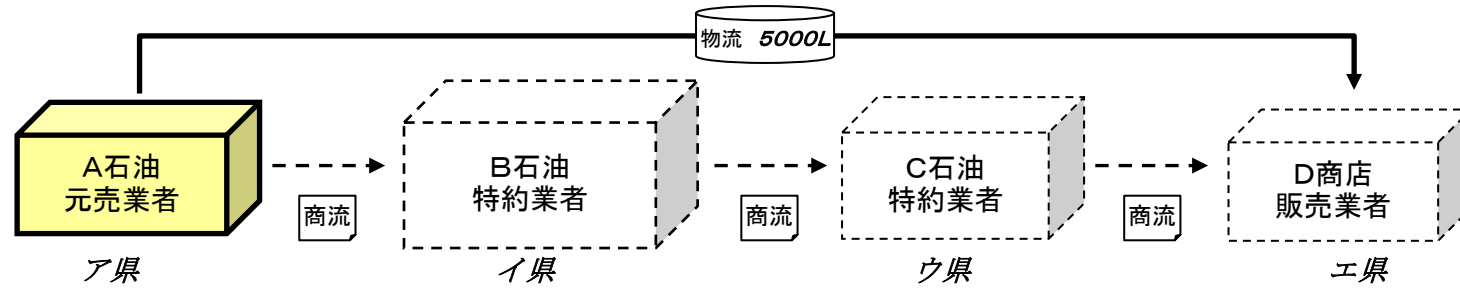 物流 5000L
A石油
元売業者
B石油
特約業者
C石油
特約業者
D商店
販売業者
商流
商流
商流
ア県
イ県
ウ県
エ県